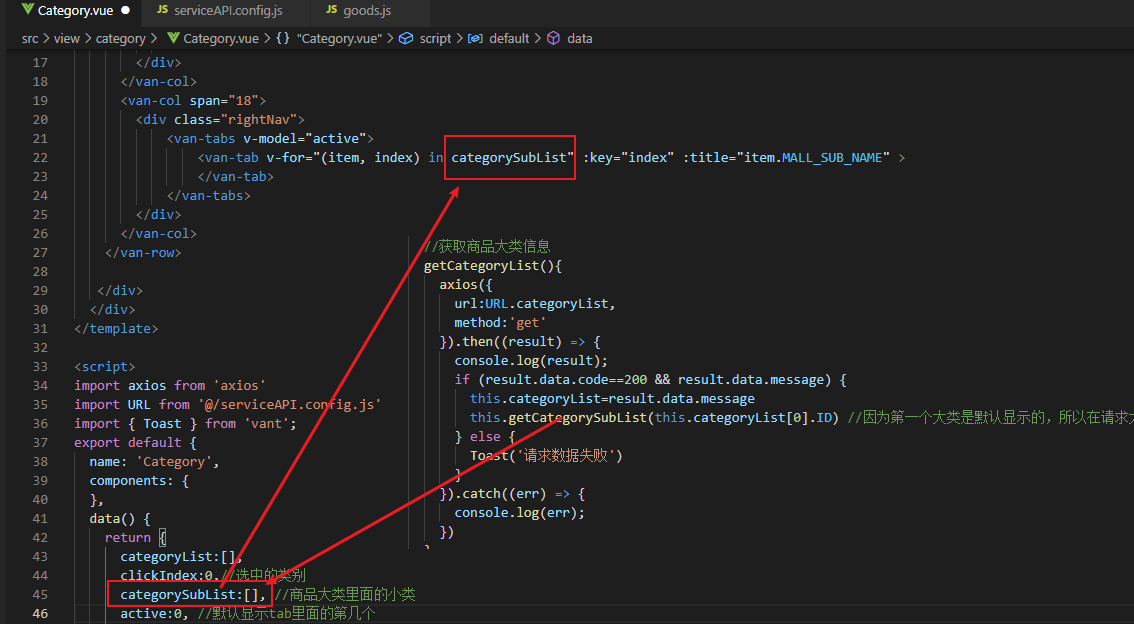 Category.vue ● JS serviceAPI.config.js JS goods.js
src > view > category > Category.vue > {} "Category.vue" > script > default > data
17 </div>
18 </van-col>
19 <van-col span="18">
20 <div class="rightNav">
21 <van-tabs v-model="active">
22 <van-tab v-for="(item, index) in categorySubList" :key="index" :title="item.MALL_SUB_NAME" >
23 </van-tab>
24 </van-tabs>
25 </div>
26 </van-col>
27 </van-row>
28
29 </div>
30 </div>
31 </template>
32
33 <script>
34 import axios from 'axios'
35 import URL from '@/serviceAPI.config.js'
36 import { Toast } from 'vant';
37 export default {
38 name: 'Category',
39 components: {
40 },
41 data() {
42 return {
43 categoryList:[],
44 clickIndex:0,//选中的类别
45 categorySubList:[], //商品大类里面的小类
46 active:0, //默认显示tab里面的第几个
//获取商品大类信息
getCategoryList(){
axios({
url:URL.categoryList,
method:'get'
}).then((result) => {
console.log(result);
if (result.data.code==200 && result.data.message) {
this.categoryList=result.data.message
this.getCategorySubList(this.categoryList[0].ID) //因为第一个大类是默认显示的，所以在请求
} else {
Toast('请求数据失败')
}
}).catch((err) => {
console.log(err);
})